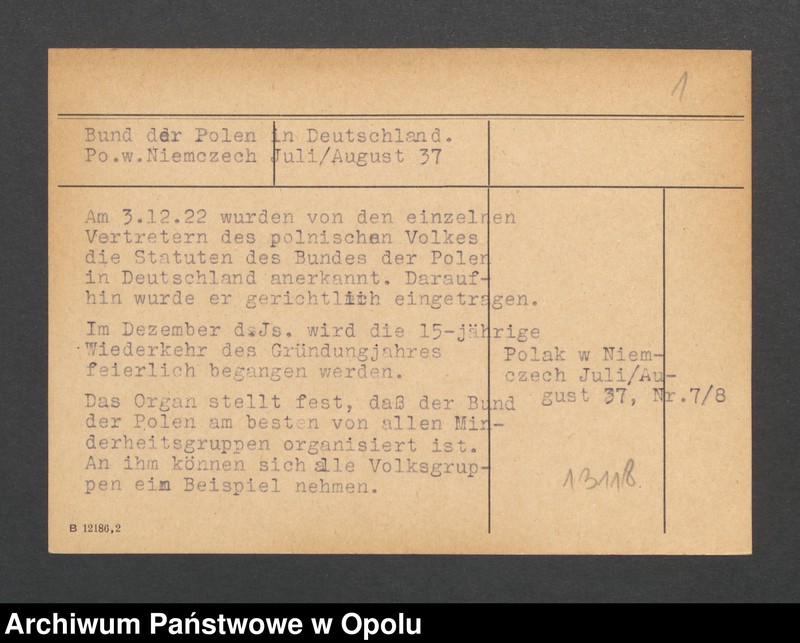 1
Bund der Polen in Deutschland.
Po.w.Niemczech Juli/August 37
Am 3.12.22 wurden von den einzelnen
Vertretern des polnischen Volkes
die Statuten des Bundes der Polen
in Deutschland anerkannt. Darauf-
hin wurde er gerichtlich eingetragen.
Im Dezember d.Js. wird die 15-jährige
Wiederkehr des Gründungjahres
feierlich begangen werden.
Das Organ stellt fest, daß der Bund
der Polen am besten von allen Min-
derheitsgruppen organisiert ist.
An ihm können sich alle Volksgrup-
pen ein Beispiel nehmen.
Polak w Niem-
czech Juli/Au-
gust 37, Nr.7/8
B 12186,2
Archiwum Państwowe w Opolu